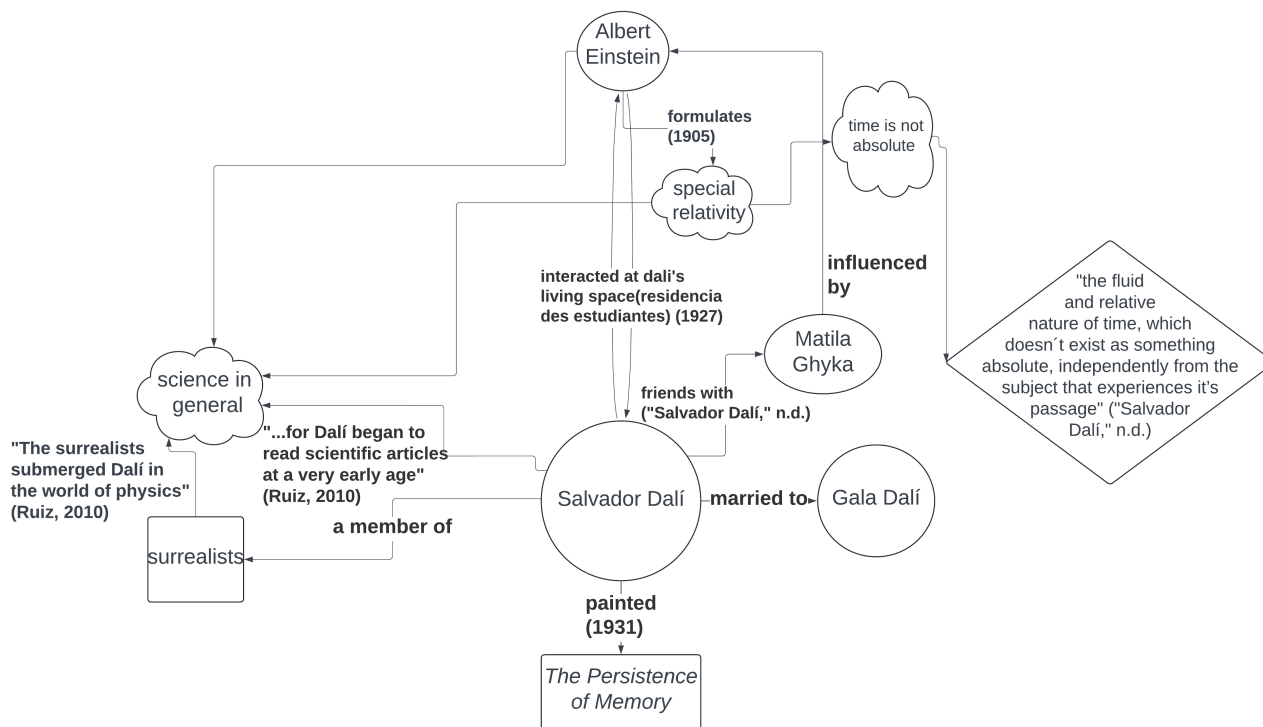 Albert
Einstein
formulates
(1905)
time is not
absolute
special
relativity
influenced
by
interacted at dali's
living space(residencia
des estudiantes) (1927)
"the fluid
and relative
nature of time, which
doesn´t exist as something
absolute, independently from the
subject that experiences it’s
passage" ("Salvador
Dalí," n.d.)
Matila
Ghyka
science in
general
friends with
("Salvador Dalí," n.d.)
"...for Dalí began to
read scientific articles
at a very early age"
(Ruiz, 2010)
"The surrealists
submerged Dalí in
the world of physics"
(Ruiz, 2010)
Salvador Dalí
married to
Gala Dalí
a member of
surrealists
painted
(1931)
The Persistence
of Memory